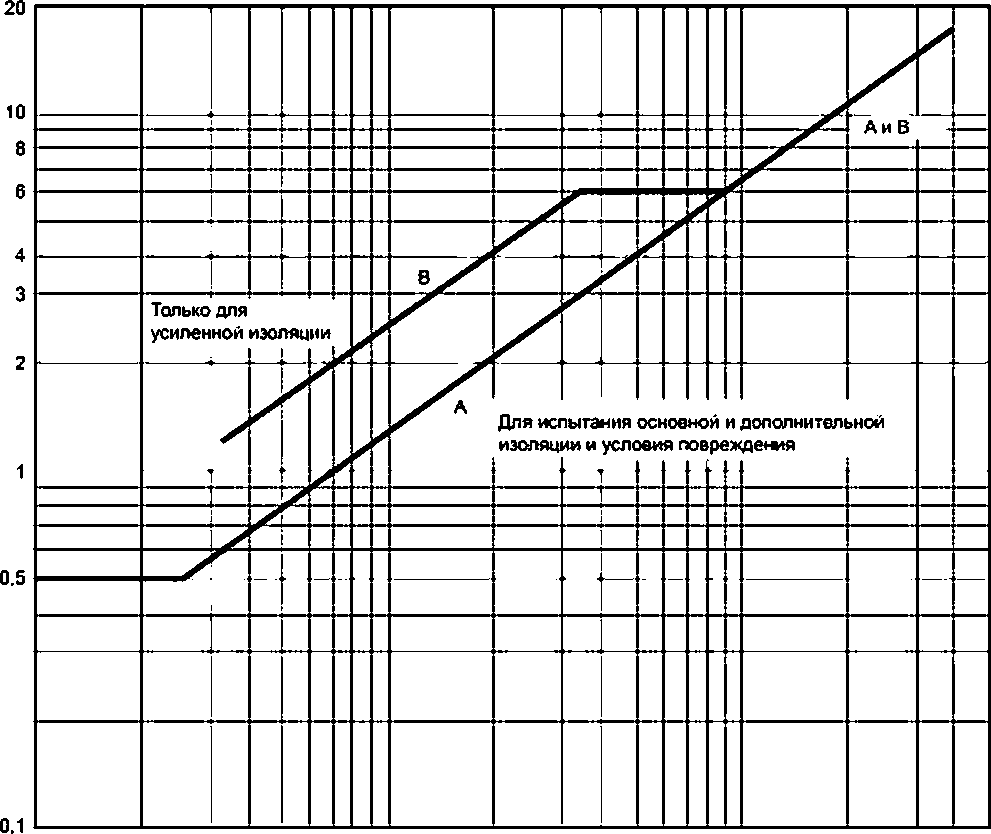 20
10
8
6
4
3
2
1
0,5
0,1
А и В
В
Только для
усиленной изоляции
А
Для испытания основной и дополнительной
изоляции и условия повреждения